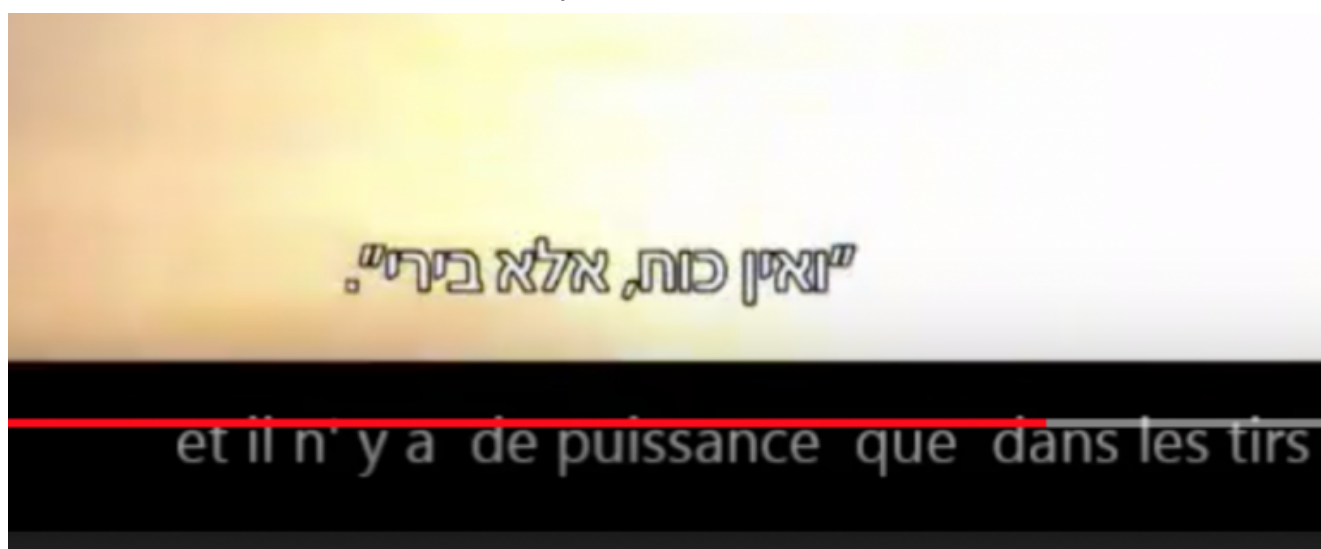 "ואין כוח, אלא בירי".
et il n' y a de puissance que dans les tirs